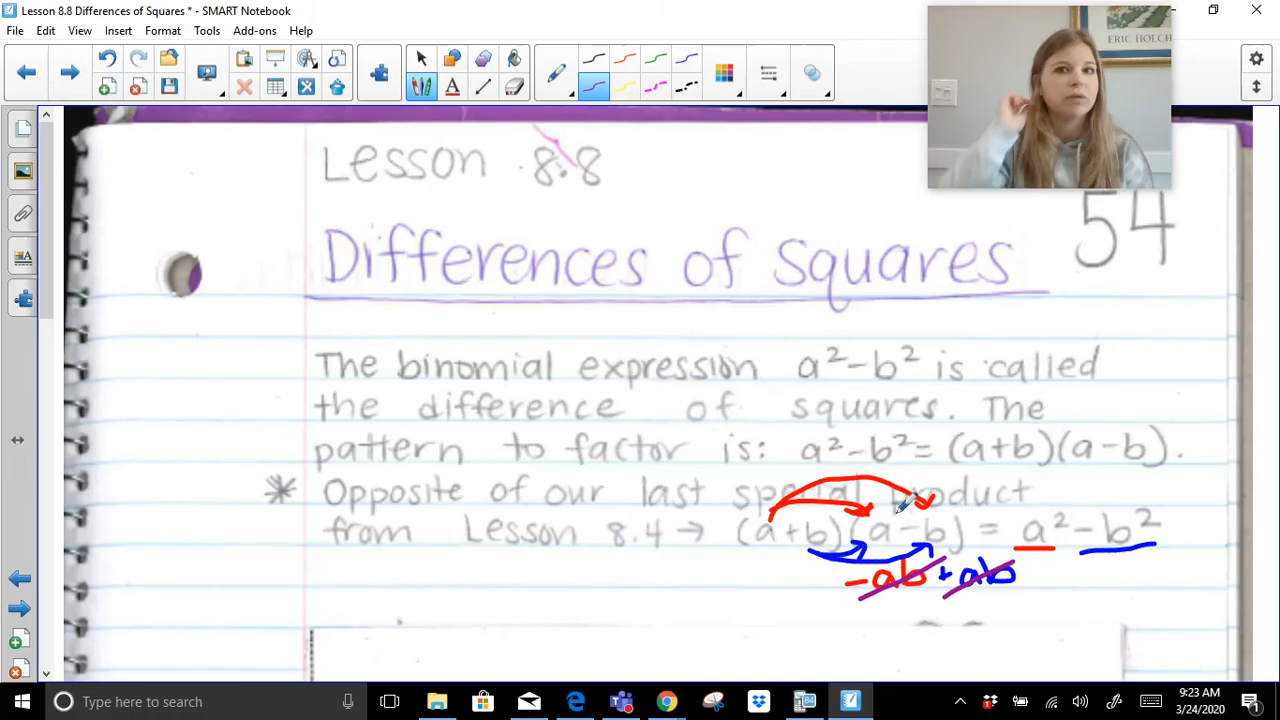 Lesson 8.8 Differences of Squares * - SMART Notebook
File Edit View Insert Format Tools Add-ons Help
ERIC HOLCH
Lesson 8.8
54
Differences of Squares
The binomial expression a²-b² is called
the difference of squares. The
pattern to factor is: a²-b²=(a+b)(a-b).
* Opposite of our last special product
from Lesson 8.4 → (a+b)(a-b) = a²-b²
-ab +ab
Type here to search
9:23 AM
3/24/2020